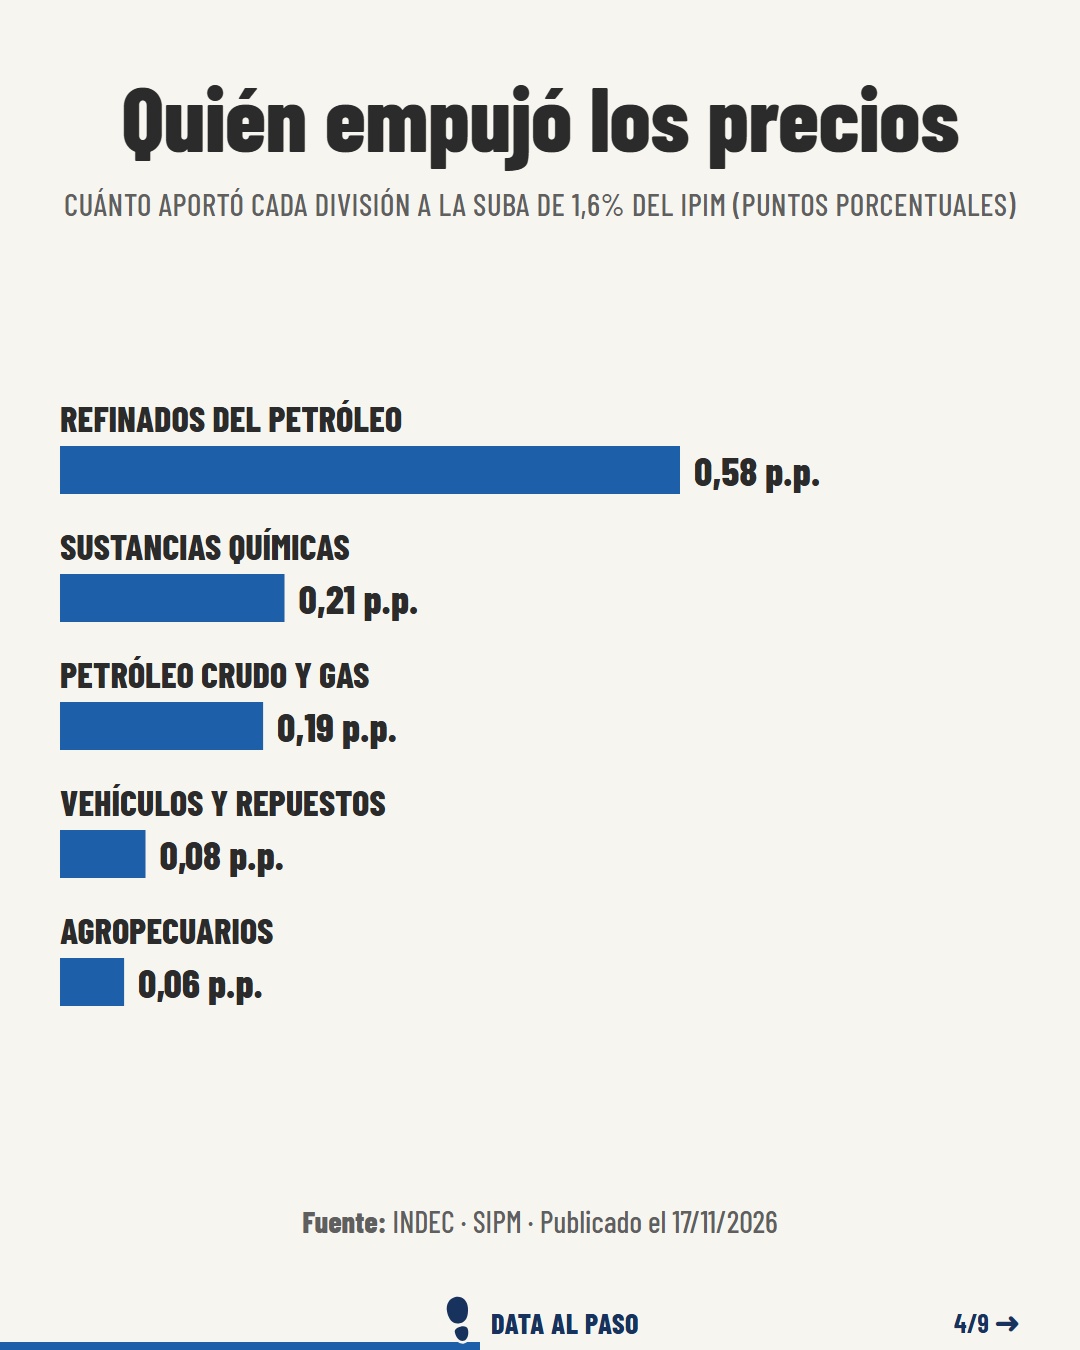 Quién empujó los precios
CUÁNTO APORTÓ CADA DIVISIÓN A LA SUBA DE 1,6% DEL IPIM (PUNTOS PORCENTUALES)
REFINADOS DEL PETRÓLEO
0,58 p.p.
SUSTANCIAS QUÍMICAS
0,21 p.p.
PETRÓLEO CRUDO Y GAS
0,19 p.p.
VEHÍCULOS Y REPUESTOS
0,08 p.p.
AGROPECUARIOS
0,06 p.p.
Fuente: INDEC · SIPM · Publicado el 17/11/2026
DATA AL PASO
4/9 →